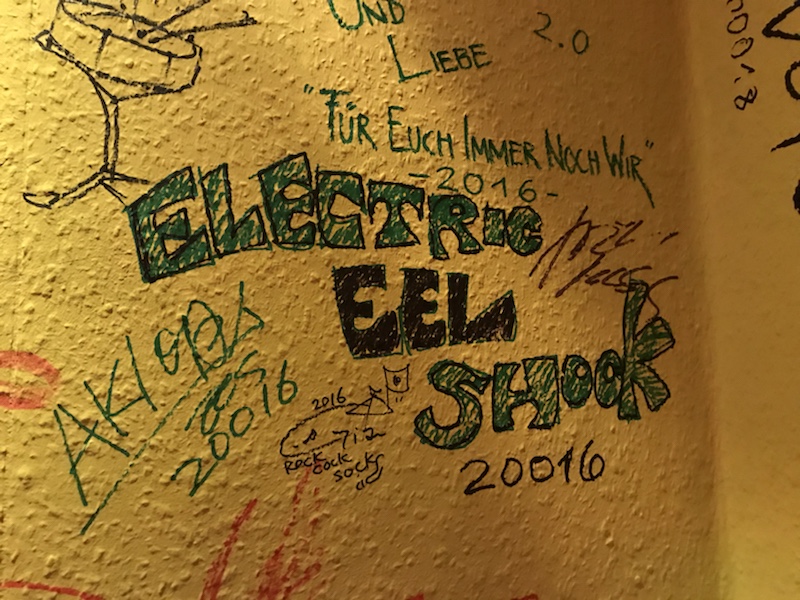 UND
LIEBE
2.0
"FÜR EUCH IMMER NOCH WIR"
-2016-
ELECTRIC
EEL
SHOOK
20016
AKI
20016
2016
ROCK
COCK
SOCKS